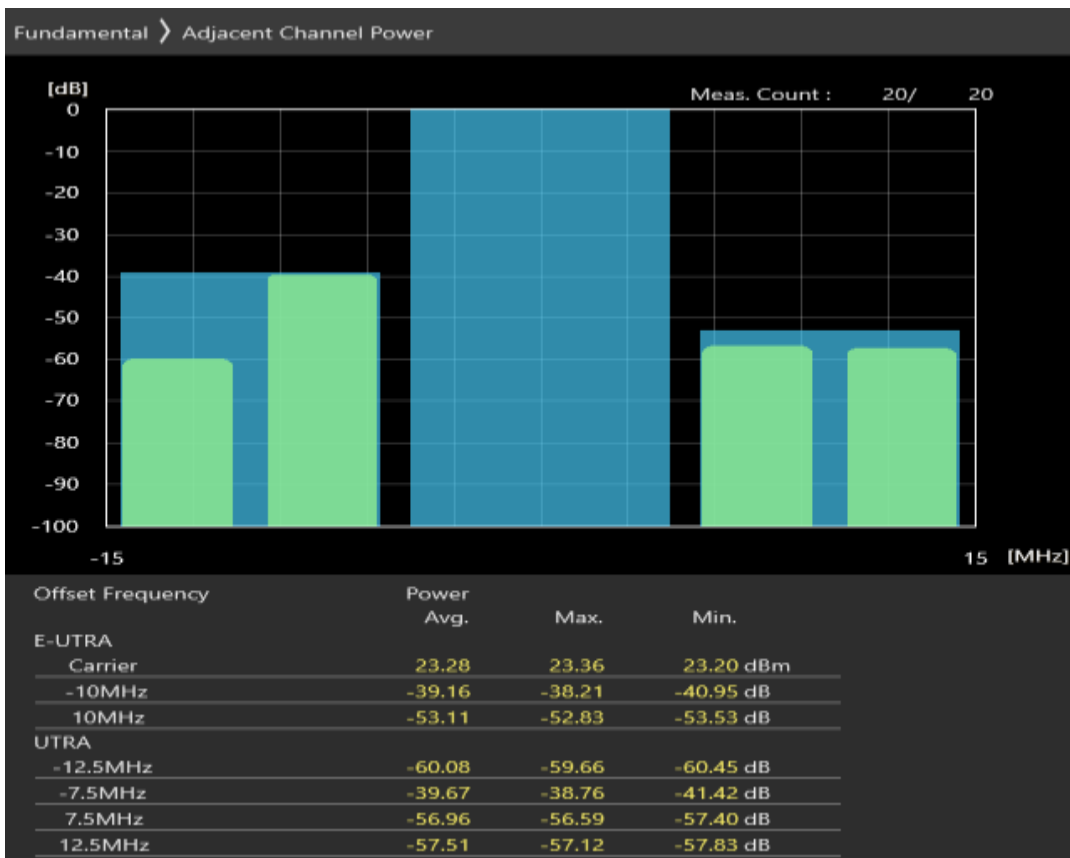 Fundamental 〉 Adjacent Channel Power
[dB]
Meas. Count : 20/ 20
0
-10
-20
-30
-40
-50
-60
-70
-80
-90
-100
-15 15 [MHz]
Offset Frequency Power
Avg. Max. Min.
E-UTRA
Carrier 23.28 23.36 23.20 dBm
-10MHz -39.16 -38.21 -40.95 dB
10MHz -53.11 -52.83 -53.53 dB
UTRA
-12.5MHz -60.08 -59.66 -60.45 dB
-7.5MHz -39.67 -38.76 -41.42 dB
7.5MHz -56.96 -56.59 -57.40 dB
12.5MHz -57.51 -57.12 -57.83 dB